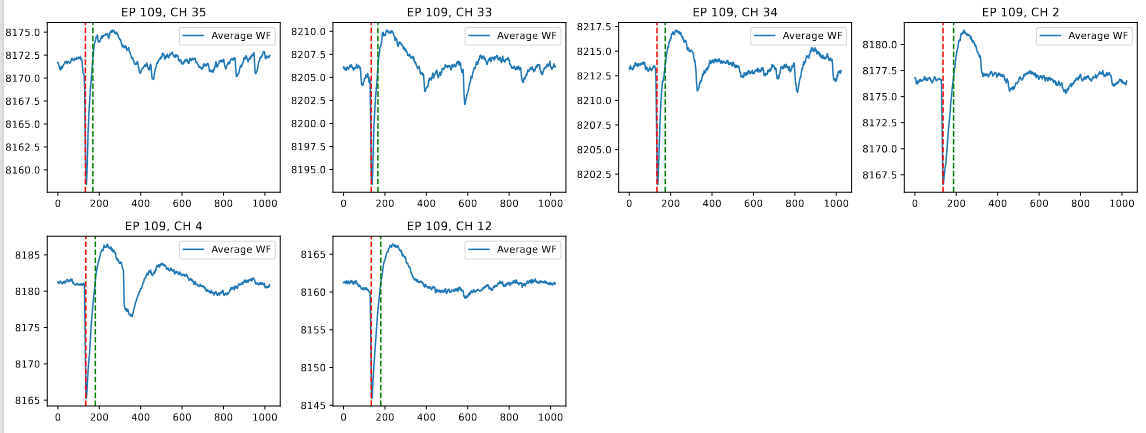 EP 109, CH 35
Average WF
8175.0
8172.5
8170.0
8167.5
8165.0
8162.5
8160.0
0 200 400 600 800 1000
EP 109, CH 33
Average WF
8210.0
8207.5
8205.0
8202.5
8200.0
8197.5
8195.0
0 200 400 600 800 1000
EP 109, CH 34
Average WF
8217.5
8215.0
8212.5
8210.0
8207.5
8205.0
8202.5
0 200 400 600 800 1000
EP 109, CH 2
Average WF
8180.0
8177.5
8175.0
8172.5
8170.0
8167.5
0 200 400 600 800 1000
EP 109, CH 4
Average WF
8185
8180
8175
8170
8165
0 200 400 600 800 1000
EP 109, CH 12
Average WF
8165
8160
8155
8150
8145
0 200 400 600 800 1000